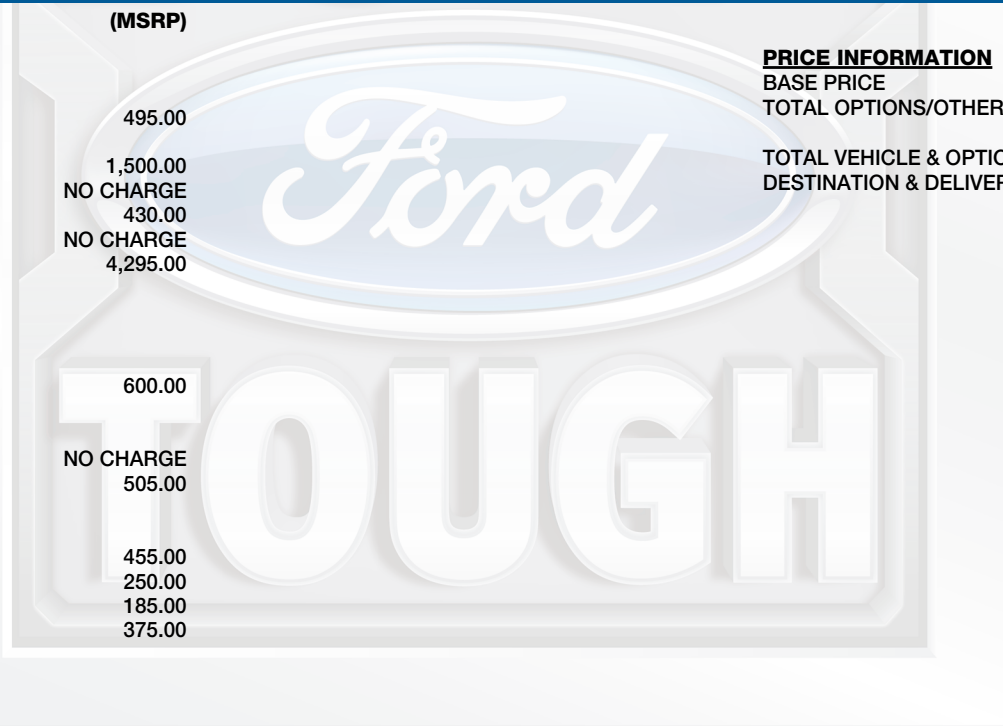 (MSRP)
495.00
1,500.00
NO CHARGE
430.00
NO CHARGE
4,295.00
600.00
NO CHARGE
505.00
455.00
250.00
185.00
375.00
PRICE INFORMATION
BASE PRICE
TOTAL OPTIONS/OTHER
TOTAL VEHICLE & OPTIO
DESTINATION & DELIVER
Ford
TOUGH